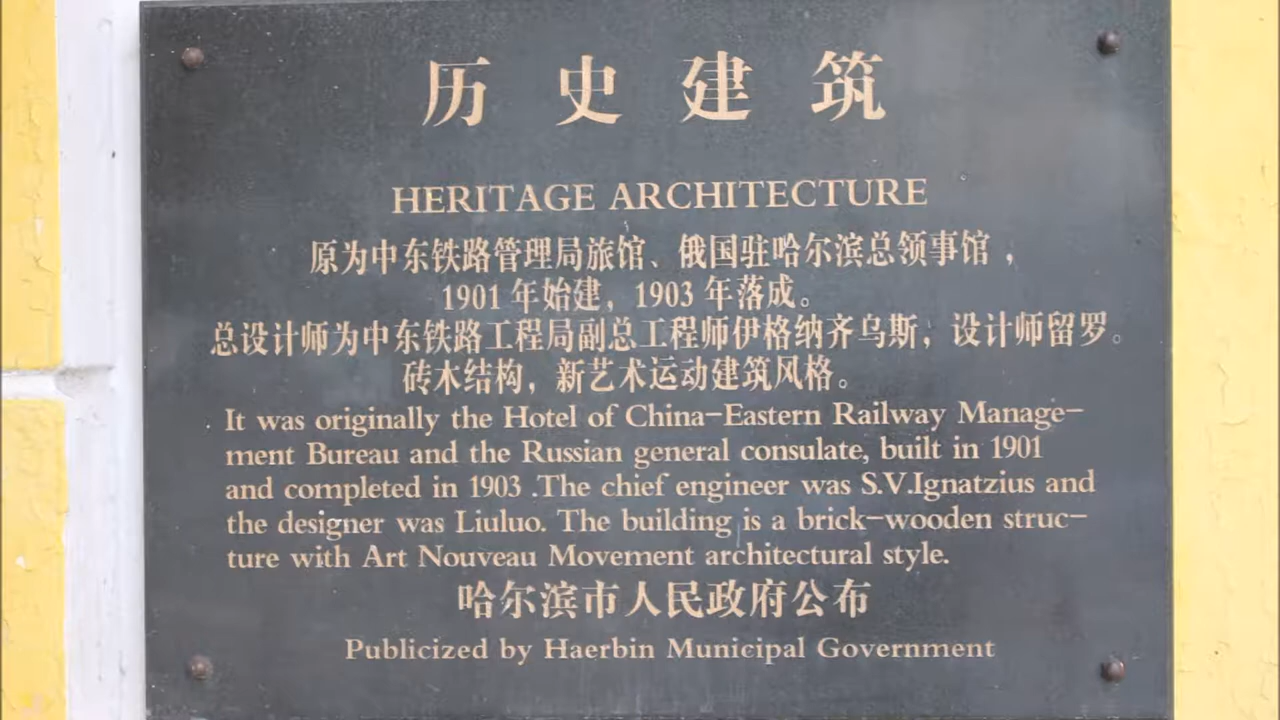 历史建筑
HERITAGE ARCHITECTURE
原为中东铁路管理局旅馆、俄国驻哈尔滨总领事馆，
1901 年始建，1903 年落成。
总设计师为中东铁路工程局副总工程师伊格纳齐乌斯，设计师留罗。
砖木结构，新艺术运动建筑风格。
It was originally the Hotel of China-Eastern Railway Manage-
ment Bureau and the Russian general consulate, built in 1901
and completed in 1903 .The chief engineer was S.V.Ignatzius and
the designer was Liuluo. The building is a brick-wooden struc-
ture with Art Nouveau Movement architectural style.
哈尔滨市人民政府公布
Publicized by Haerbin Municipal Government